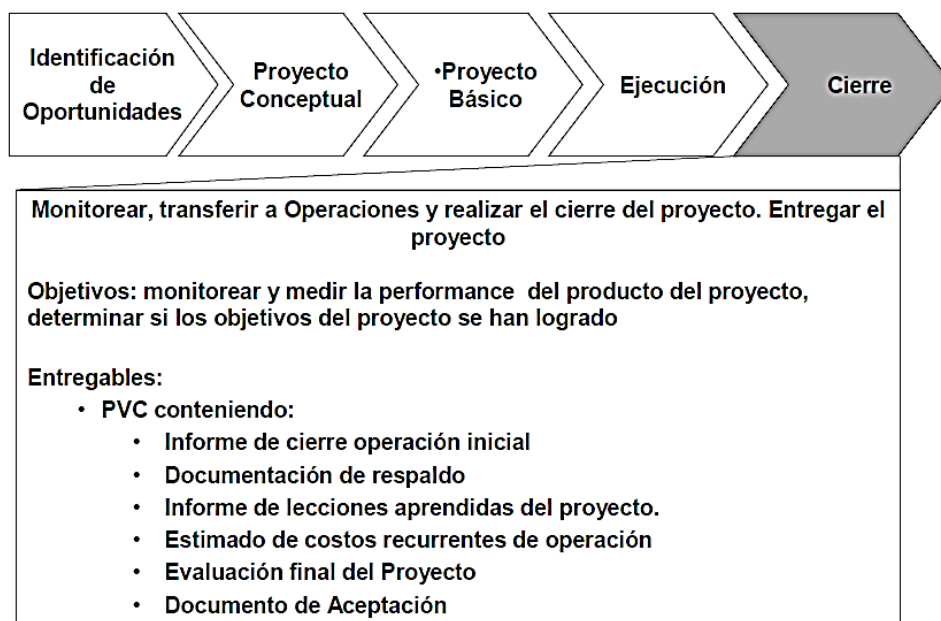 Identificación
de
Oportunidades
Proyecto
Conceptual
•Proyecto
Básico
Ejecución
Cierre
Monitorear, transferir a Operaciones y realizar el cierre del proyecto. Entregar el
proyecto
Objetivos: monitorear y medir la performance del producto del proyecto,
determinar si los objetivos del proyecto se han logrado
Entregables:
• PVC conteniendo:
• Informe de cierre operación inicial
• Documentación de respaldo
• Informe de lecciones aprendidas del proyecto.
• Estimado de costos recurrentes de operación
• Evaluación final del Proyecto
• Documento de Aceptación